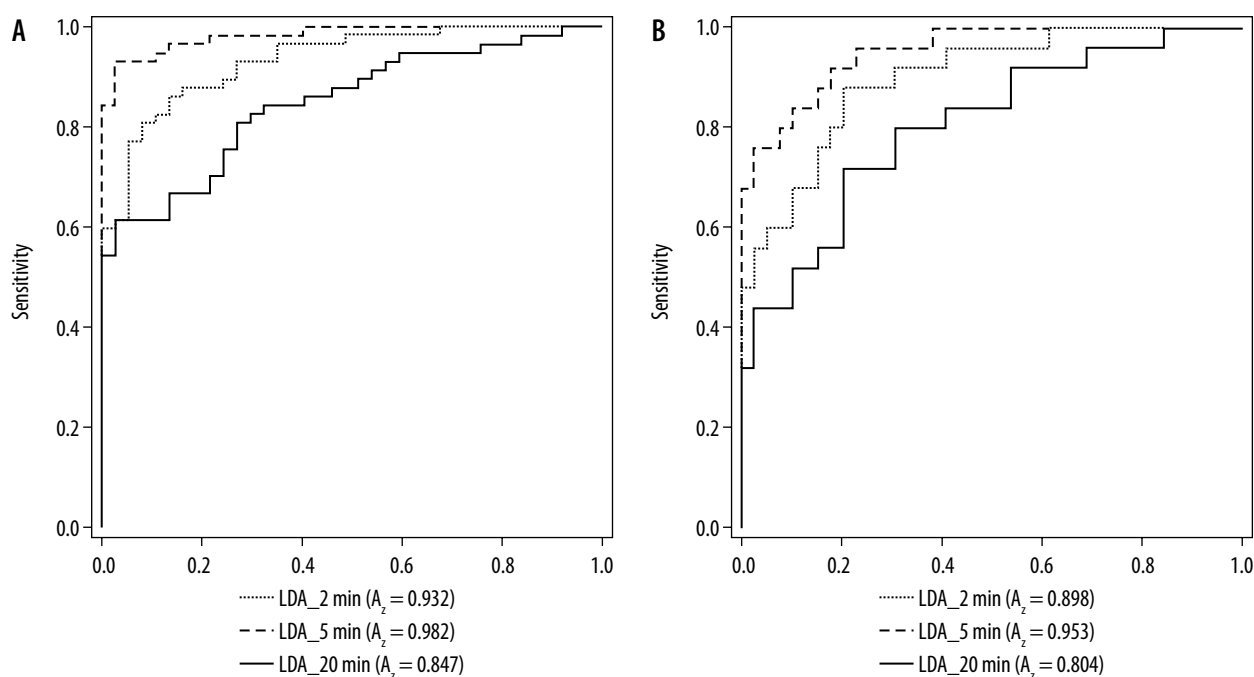 A
1.0
0.8
0.6
0.4
0.2
0.0
Sensitivity
0.0 0.2 0.4 0.6 0.8 1.0
LDA_2 min (Az = 0.932)
LDA_5 min (Az = 0.982)
LDA_20 min (Az = 0.847)
B
1.0
0.8
0.6
0.4
0.2
0.0
Sensitivity
0.0 0.2 0.4 0.6 0.8 1.0
LDA_2 min (Az = 0.898)
LDA_5 min (Az = 0.953)
LDA_20 min (Az = 0.804)